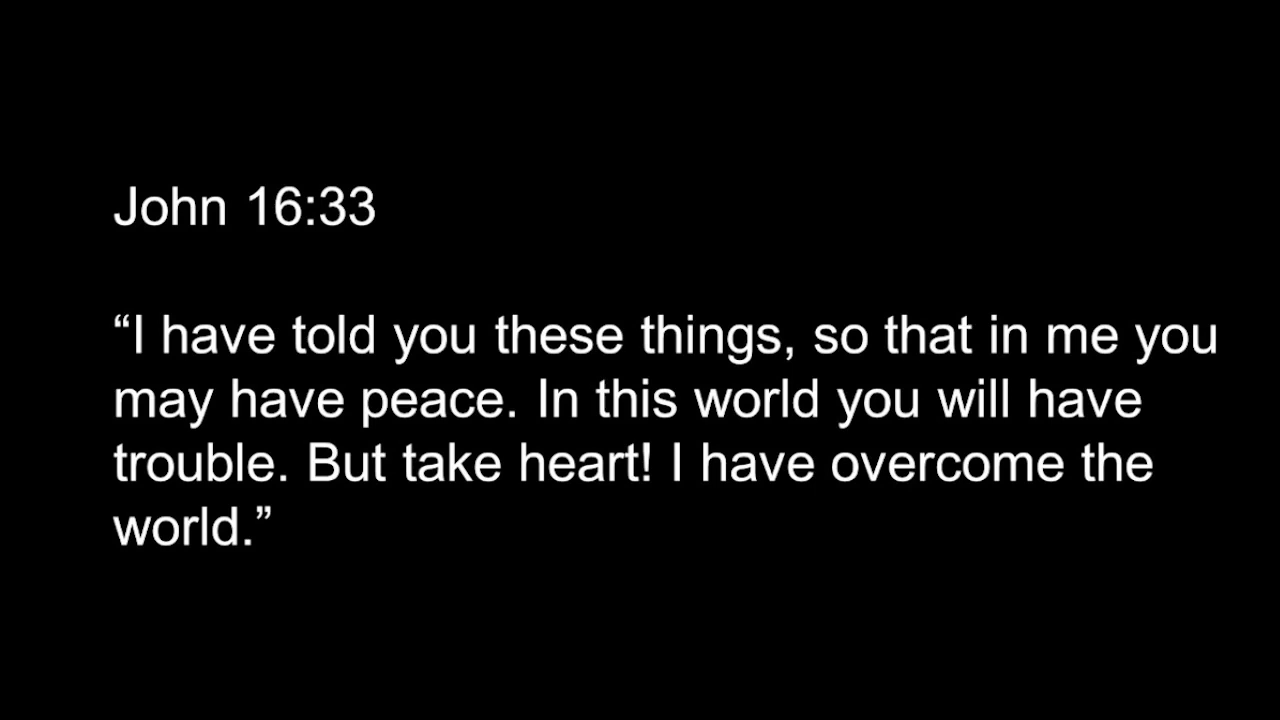 John 16:33
“I have told you these things, so that in me you
may have peace. In this world you will have
trouble. But take heart! I have overcome the
world.”